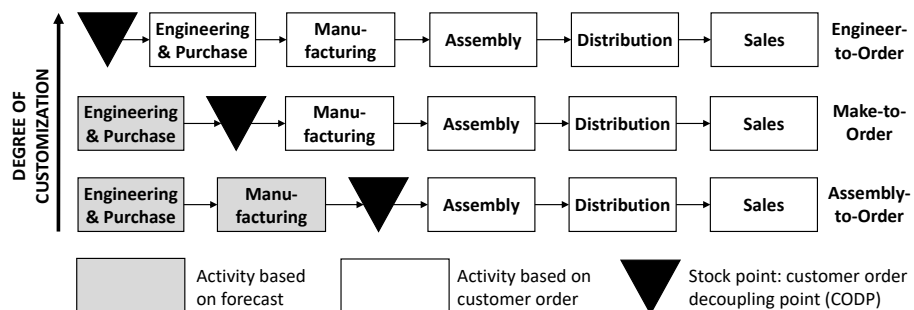 DEGREE OF
CUSTOMIZATION
Engineering
& Purchase
Manu-
facturing
Assembly
Distribution
Sales
Engineer-
to-Order
Engineering
& Purchase
Manu-
facturing
Assembly
Distribution
Sales
Make-to-
Order
Engineering
& Purchase
Manu-
facturing
Assembly
Distribution
Sales
Assembly-
to-Order
Activity based
on forecast
Activity based on
customer order
Stock point: customer order
decoupling point (CODP)